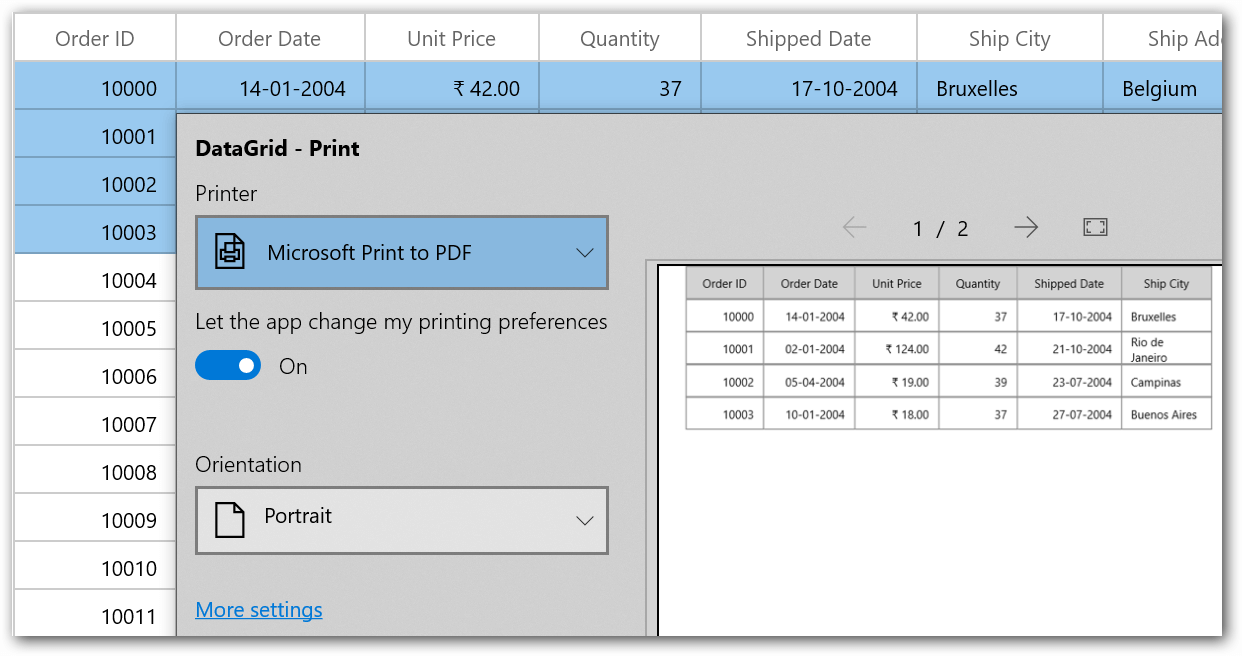 Order ID Order Date Unit Price Quantity Shipped Date Ship City Ship Ad
10000 14-01-2004 ₹ 42.00 37 17-10-2004 Bruxelles Belgium
10001
10002
10003
10004
10005
10006
10007
10008
10009
10010
10011
DataGrid - Print
Printer
Microsoft Print to PDF
Let the app change my printing preferences
On
Orientation
Portrait
More settings
1 / 2
Order ID Order Date Unit Price Quantity Shipped Date Ship City
10000 14-01-2004 ₹ 42.00 37 17-10-2004 Bruxelles
10001 02-01-2004 ₹ 124.00 42 21-10-2004 Rio de
Janeiro
10002 05-04-2004 ₹ 19.00 39 23-07-2004 Campinas
10003 10-01-2004 ₹ 18.00 37 27-07-2004 Buenos Aires